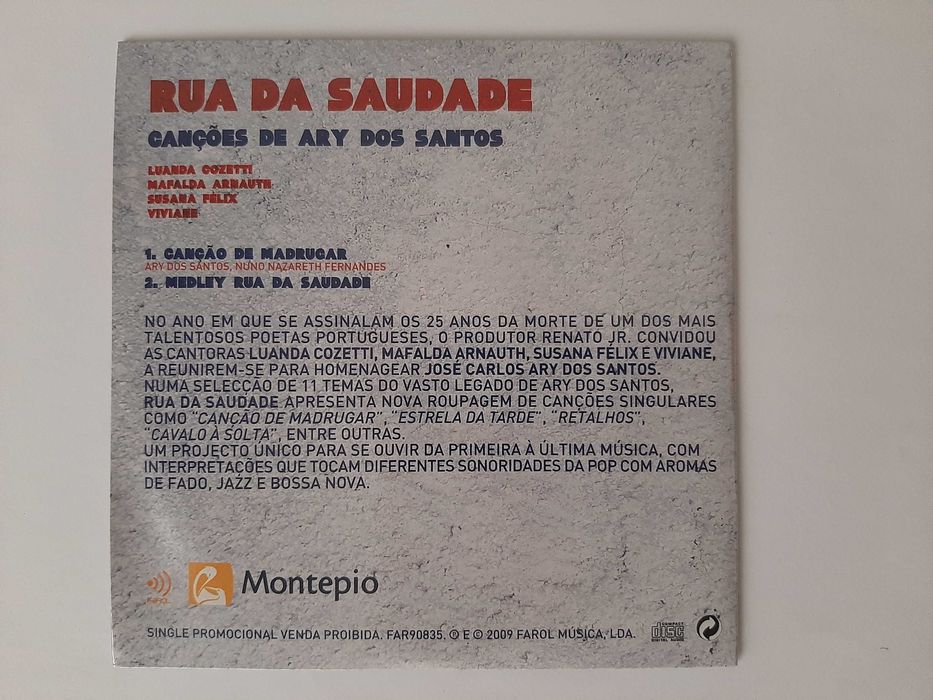 RUA DA SAUDADE
CANÇÕES DE ARY DOS SANTOS
LUANDA COZETTI
MAFALDA ARNAUTH
SUSANA FÉLIX
VIVIANE
1. CANÇÃO DE MADRUGAR
ARY DOS SANTOS, NUNO NAZARETH FERNANDES
2. MEDLEY RUA DA SAUDADE
NO ANO EM QUE SE ASSINALAM OS 25 ANOS DA MORTE DE UM DOS MAIS
TALENTOSOS POETAS PORTUGUESES, O PRODUTOR RENATO JR. CONVIDOU
AS CANTORAS LUANDA COZETTI, MAFALDA ARNAUTH, SUSANA FÉLIX E VIVIANE,
A REUNIREM-SE PARA HOMENAGEAR JOSÉ CARLOS ARY DOS SANTOS.
NUMA SELECÇÃO DE 11 TEMAS DO VASTO LEGADO DE ARY DOS SANTOS,
RUA DA SAUDADE APRESENTA NOVA ROUPAGEM DE CANÇÕES SINGULARES
COMO "CANÇÃO DE MADRUGAR", "ESTRELA DA TARDE", "RETALHOS",
"CAVALO À SOLTA", ENTRE OUTRAS.
UM PROJECTO ÚNICO PARA SE OUVIR DA PRIMEIRA À ÚLTIMA MÚSICA, COM
INTERPRETAÇÕES QUE TOCAM DIFERENTES SONORIDADES DA POP COM AROMAS
DE FADO, JAZZ E BOSSA NOVA.
FAROL
Montepio
SINGLE PROMOCIONAL VENDA PROIBIDA. FAR90835. ℗ E © 2009 FAROL MÚSICA, LDA.
COMPACT
disc
DIGITAL AUDIO